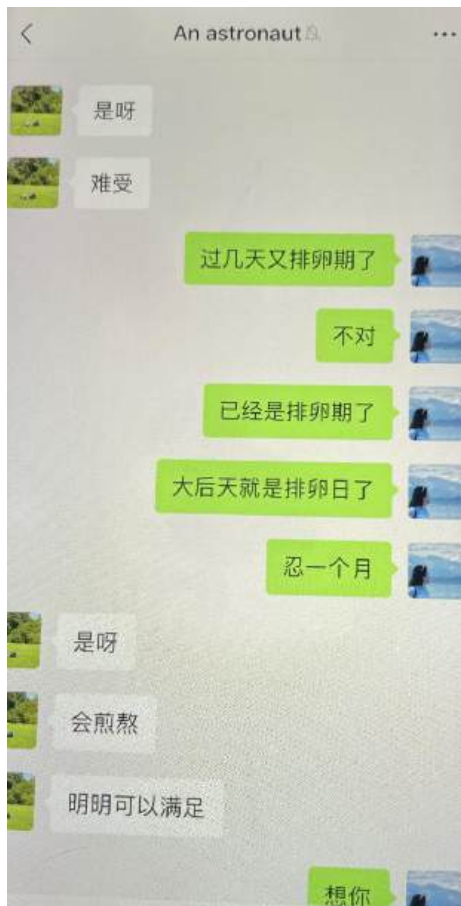 An astronaut
是呀
难受
过几天又排卵期了
不对
已经是排卵期了
大后天就是排卵日了
忍一个月
是呀
会煎熬
明明可以满足
想你